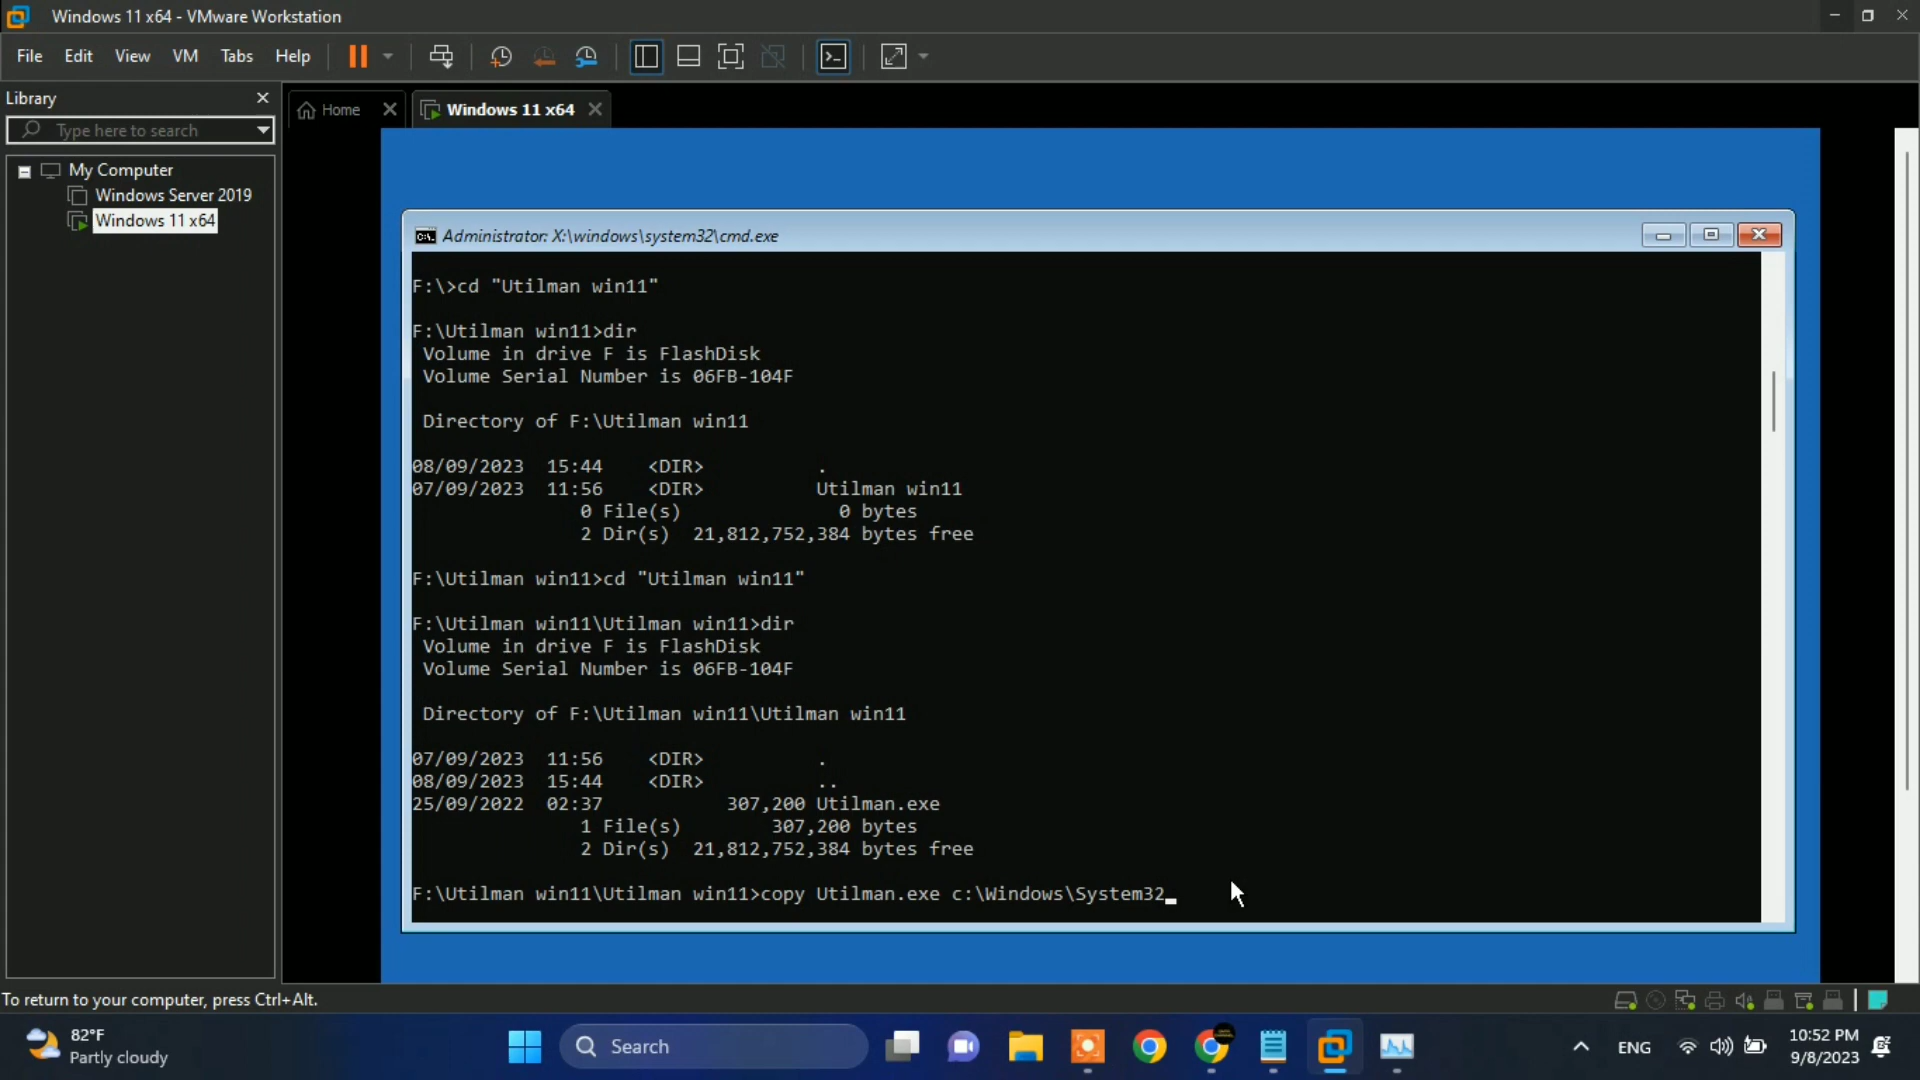 Windows 11 x64 - VMware Workstation
File Edit View VM Tabs Help
Library
Home
Windows 11 x64
Type here to search
My Computer
Windows Server 2019
Windows 11 x64
Administrator: X:\windows\system32\cmd.exe
F:\>cd "Utilman win11"
F:\Utilman win11>dir
Volume in drive F is FlashDisk
Volume Serial Number is 06FB-104F
Directory of F:\Utilman win11
08/09/2023 15:44 <DIR> .
07/09/2023 11:56 <DIR> Utilman win11
0 File(s) 0 bytes
2 Dir(s) 21,812,752,384 bytes free
F:\Utilman win11>cd "Utilman win11"
F:\Utilman win11\Utilman win11>dir
Volume in drive F is FlashDisk
Volume Serial Number is 06FB-104F
Directory of F:\Utilman win11\Utilman win11
07/09/2023 11:56 <DIR> .
08/09/2023 15:44 <DIR> ..
25/09/2022 02:37 307,200 Utilman.exe
1 File(s) 307,200 bytes
2 Dir(s) 21,812,752,384 bytes free
F:\Utilman win11\Utilman win11>copy Utilman.exe c:\Windows\System32_
To return to your computer, press Ctrl+Alt.
82°F
Partly cloudy
Search
ENG
10:52 PM
9/8/2023